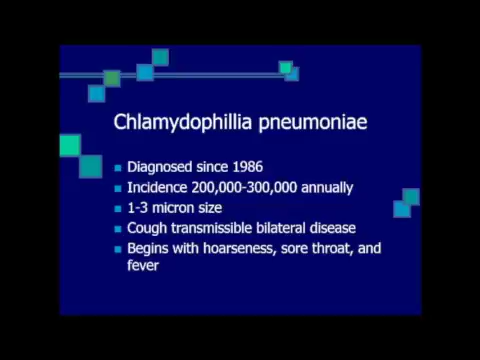 Chlamydophillia pneumoniae
Diagnosed since 1986
Incidence 200,000-300,000 annually
1-3 micron size
Cough transmissible bilateral disease
Begins with hoarseness, sore throat, and
fever